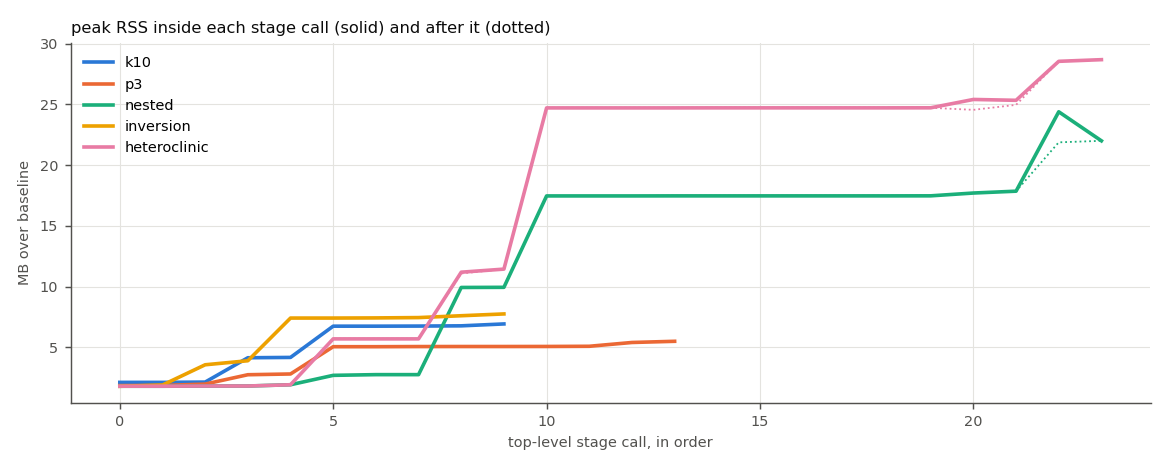 peak RSS inside each stage call (solid) and after it (dotted)
30
25
20
15
10
5
MB over baseline
k10
p3
nested
inversion
heteroclinic
0
5
10
15
20
top-level stage call, in order